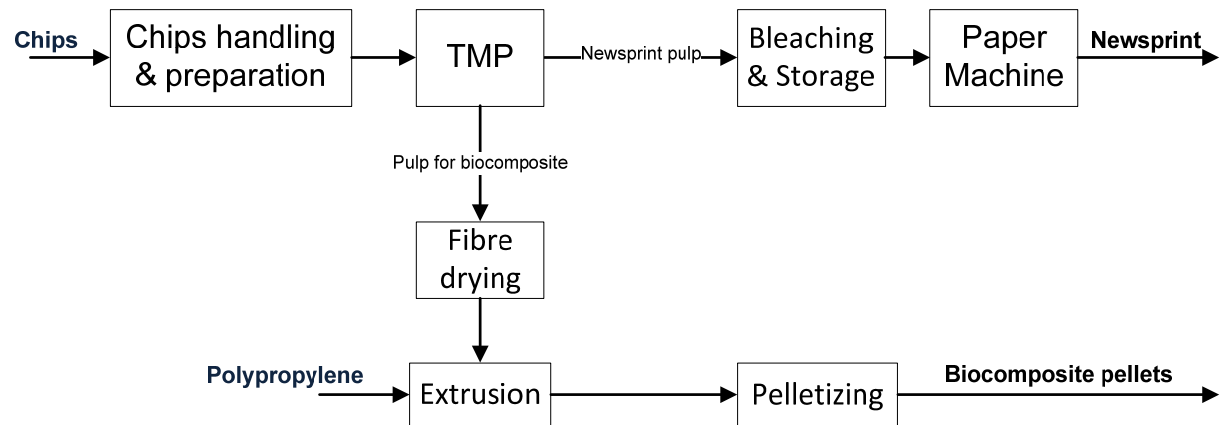 Chips
Chips handling
& preparation
TMP
Newsprint pulp
Bleaching
& Storage
Paper
Machine
Newsprint
Pulp for biocomposite
Fibre
drying
Polypropylene
Extrusion
Pelletizing
Biocomposite pellets